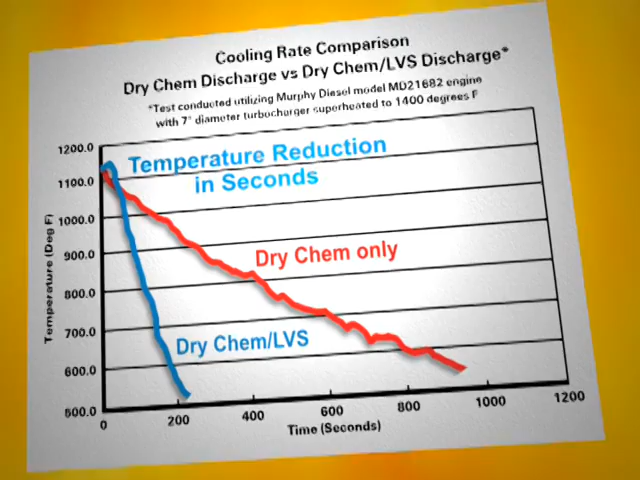 Cooling Rate Comparison
Dry Chem Discharge vs Dry Chem/LVS Discharge*
*Test conducted utilizing Murphy Diesel model MD21682 engine
with 7" diameter turbocharger superheated to 1400 degrees F
Temperature Reduction
in Seconds
Dry Chem only
Dry Chem/LVS
Temperature (Deg F)
1200.0
1100.0
1000.0
900.0
800.0
700.0
600.0
500.0
0 200 400 600 800 1000 1200
Time (Seconds)